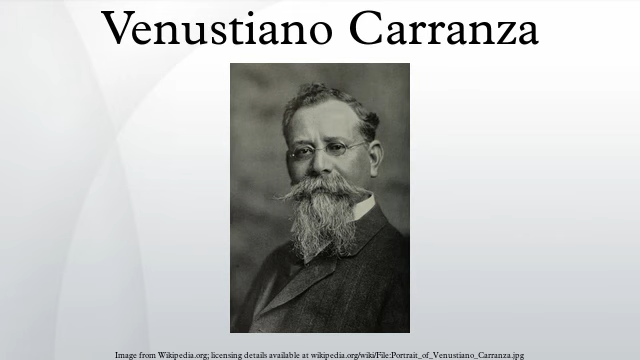 Venustiano Carranza
Image from Wikipedia.org; licensing details available at wikipedia.org/wiki/File:Portrait_of_Venustiano_Carranza.jpg